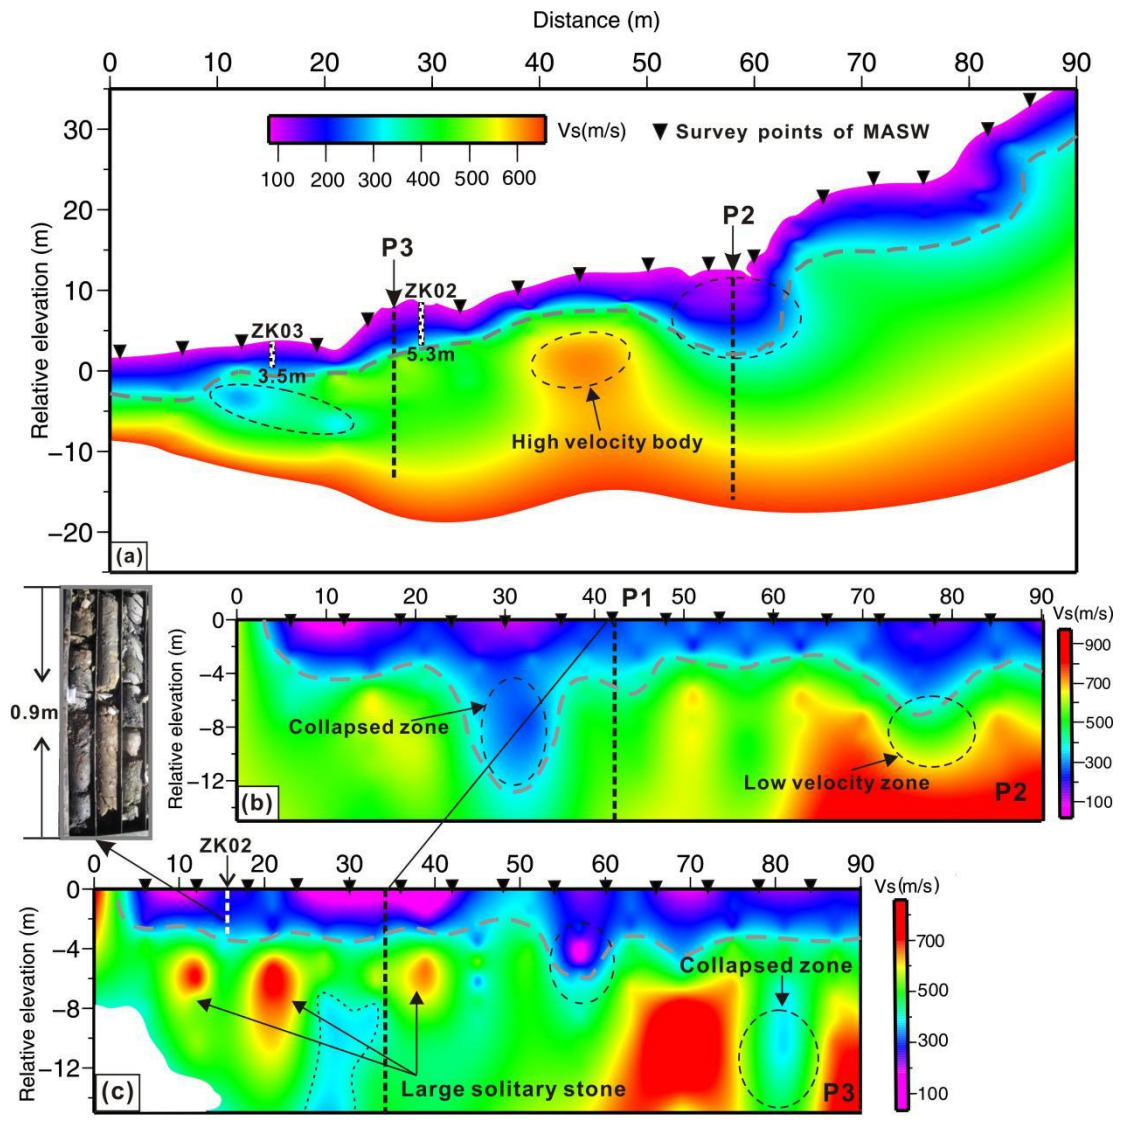 Distance (m)
0 10 20 30 40 50 60 70 80 90
Relative elevation (m)
30
20
10
0
−10
−20
Vs(m/s)
100 200 300 400 500 600
Survey points of MASW
P2
P3
ZK02
ZK03
5.3m
3.5m
High velocity body
(a)
0 10 20 30 P1 50 60 70 80 90
Vs(m/s)
Relative elevation (m)
0
−4
−8
−12
900
700
500
300
100
Collapsed zone
Low velocity zone
(b)
P2
0.9m
ZK02
0 10 20 30 40 50 60 70 80 90
Vs(m/s)
Relative elevation (m)
0
−4
−8
−12
700
500
300
100
Collapsed zone
Large solitary stone
(c)
P3